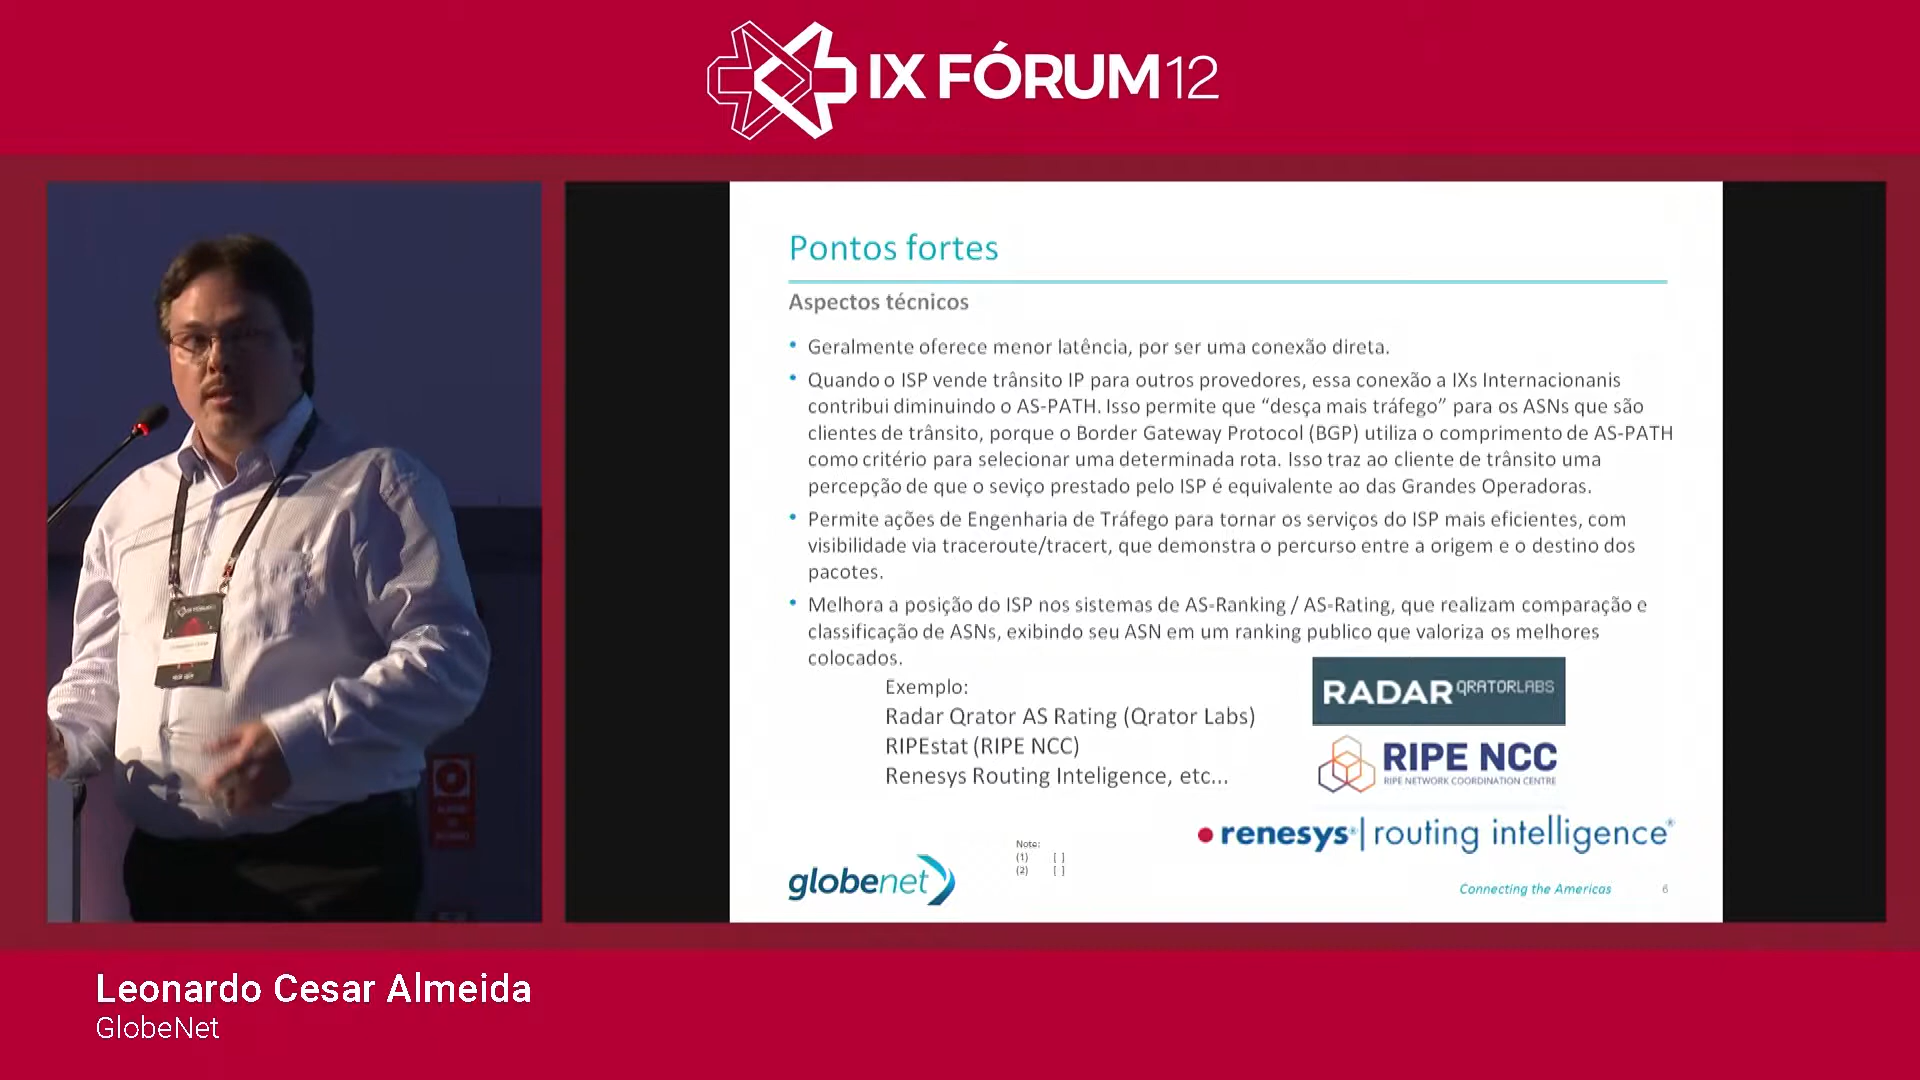 IX FÓRUM 12
Pontos fortes
Aspectos técnicos
• Geralmente oferece menor latência, por ser uma conexão direta.
• Quando o ISP vende trânsito IP para outros provedores, essa conexão a IXs Internacionanis
contribui diminuindo o AS-PATH. Isso permite que “desça mais tráfego” para os ASNs que são
clientes de trânsito, porque o Border Gateway Protocol (BGP) utiliza o comprimento de AS-PATH
como critério para selecionar uma determinada rota. Isso traz ao cliente de trânsito uma
percepção de que o seviço prestado pelo ISP é equivalente ao das Grandes Operadoras.
• Permite ações de Engenharia de Tráfego para tornar os serviços do ISP mais eficientes, com
visibilidade via traceroute/tracert, que demonstra o percurso entre a origem e o destino dos
pacotes.
• Melhora a posição do ISP nos sistemas de AS-Ranking / AS-Rating, que realizam comparação e
classificação de ASNs, exibindo seu ASN em um ranking publico que valoriza os melhores
colocados.
Exemplo:
Radar Qrator AS Rating (Qrator Labs)
RIPEstat (RIPE NCC)
Renesys Routing Inteligence, etc...
RADAR QRATORLABS
RIPE NCC
RIPE NETWORK COORDINATION CENTRE
renesys® | routing intelligence®
Note:
(1) [ ]
(2) [ ]
globenet
Connecting the Americas
6
IX FÓRUM
Leonardo Cesar Almeida
GlobeNet